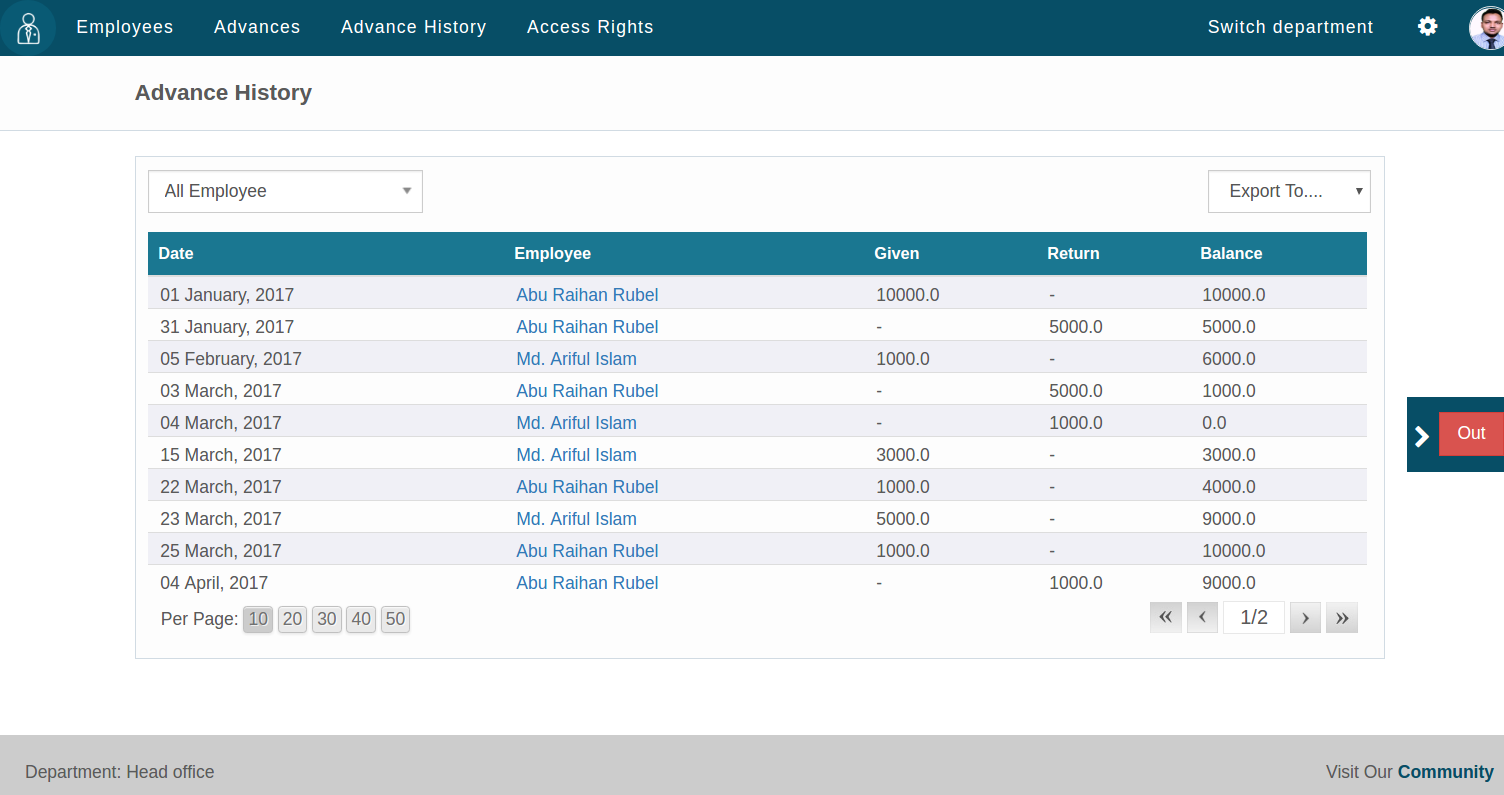 Employees Advances Advance History Access Rights Switch department
Advance History
All Employee Export To....
Date Employee Given Return Balance
01 January, 2017 Abu Raihan Rubel 10000.0 - 10000.0
31 January, 2017 Abu Raihan Rubel - 5000.0 5000.0
05 February, 2017 Md. Ariful Islam 1000.0 - 6000.0
03 March, 2017 Abu Raihan Rubel - 5000.0 1000.0
04 March, 2017 Md. Ariful Islam - 1000.0 0.0
15 March, 2017 Md. Ariful Islam 3000.0 - 3000.0
22 March, 2017 Abu Raihan Rubel 1000.0 - 4000.0
23 March, 2017 Md. Ariful Islam 5000.0 - 9000.0
25 March, 2017 Abu Raihan Rubel 1000.0 - 10000.0
04 April, 2017 Abu Raihan Rubel - 1000.0 9000.0
Per Page: 10 20 30 40 50 « ‹ 1/2 › »
Out
Department: Head office Visit Our Community